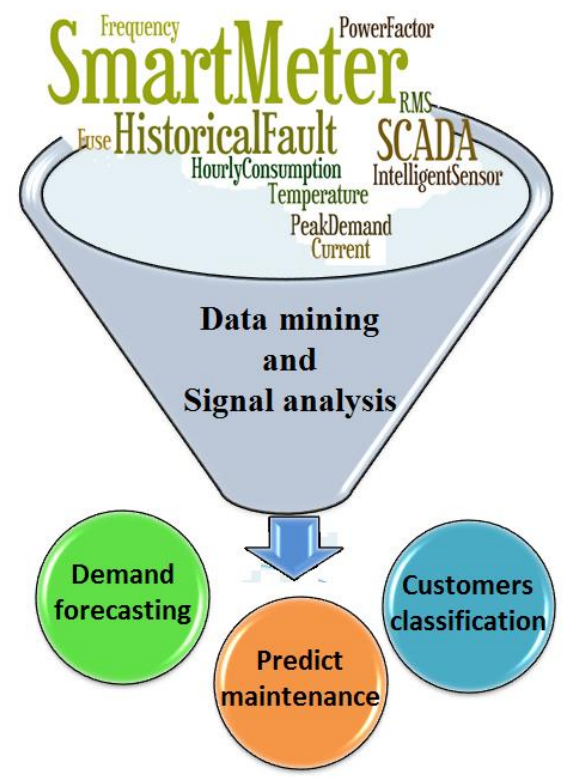 Frequency
PowerFactor
SmartMeter
RMS
Fuse
HistoricalFault
SCADA
HourlyConsumption
IntelligentSensor
Temperature
PeakDemand
Current
Data mining
and
Signal analysis
Demand
forecasting
Customers
classification
Predict
maintenance